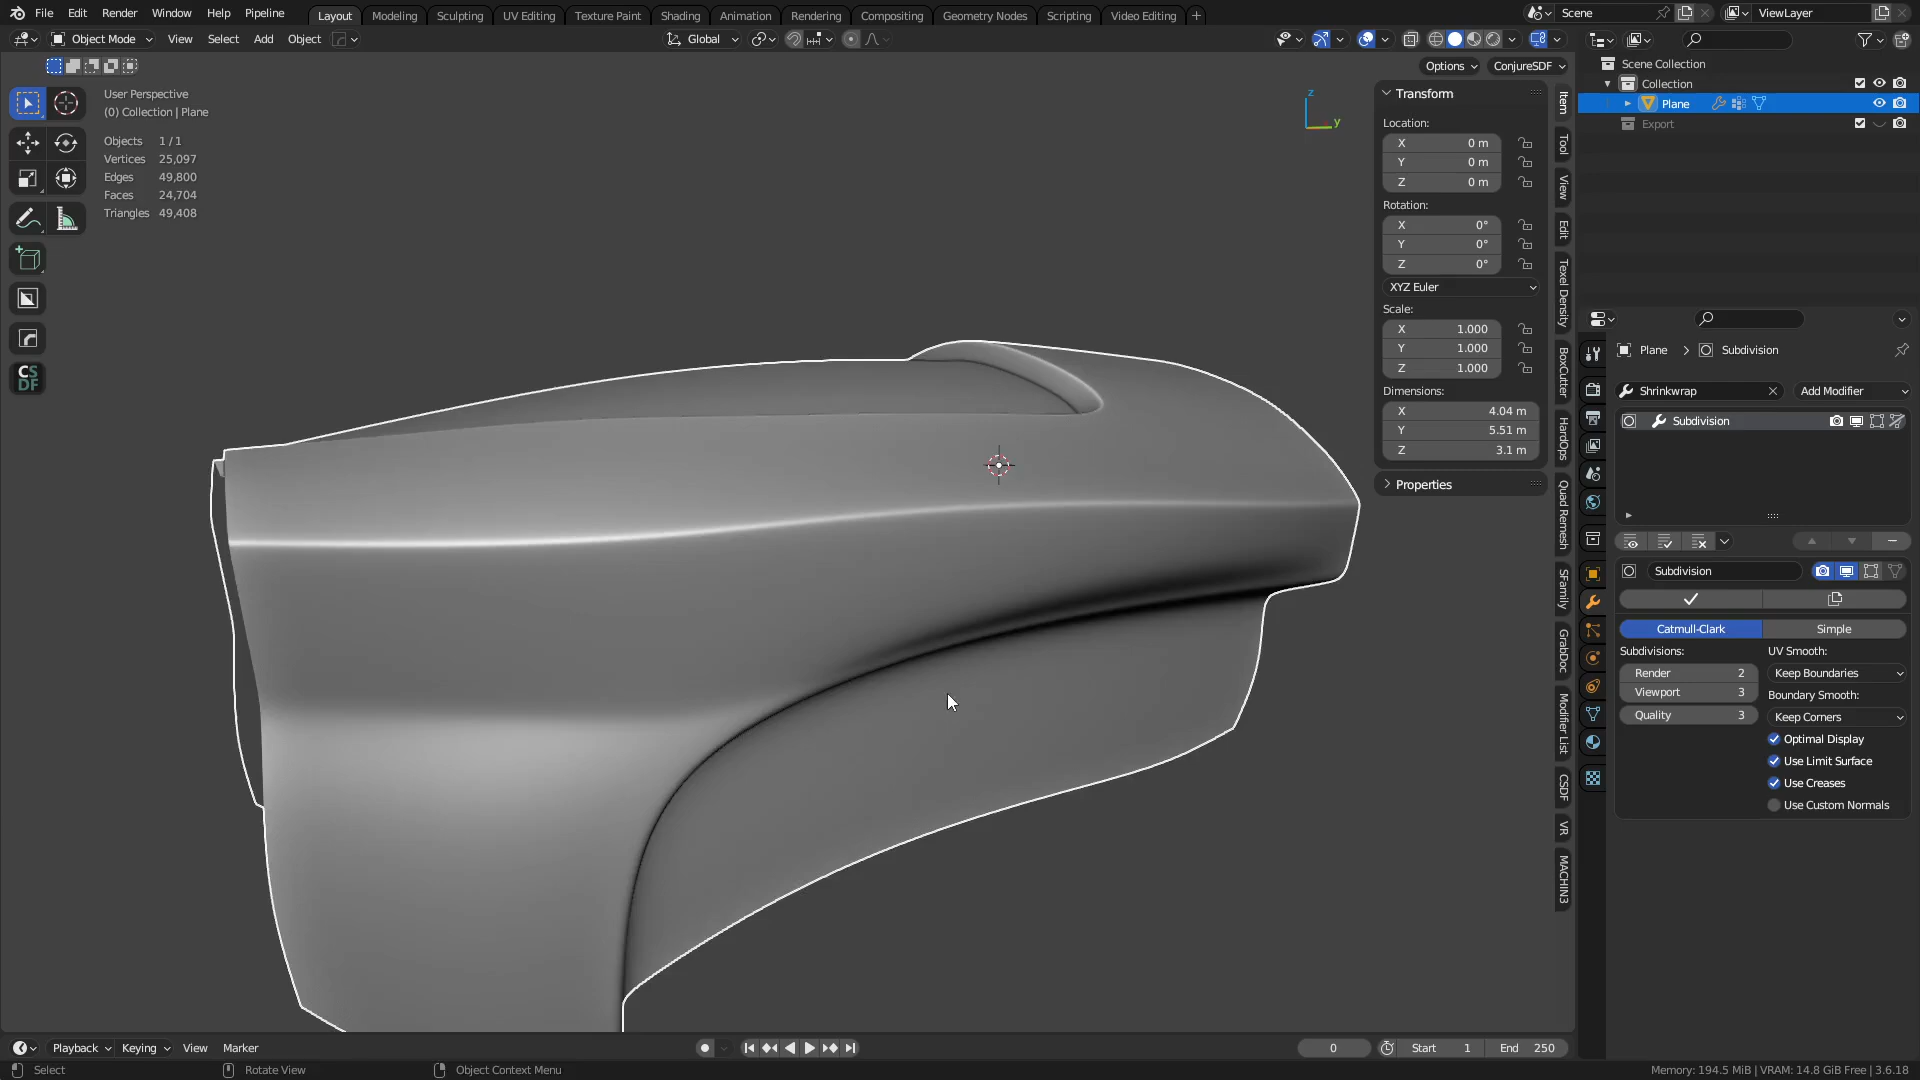 File Edit Render Window Help Pipeline
Layout Modeling Sculpting UV Editing Texture Paint Shading Animation Rendering Compositing Geometry Nodes Scripting Video Editing +
Scene
ViewLayer
Object Mode View Select Add Object
Global
Options ConjureSDF
User Perspective
(0) Collection | Plane
Objects 1 / 1
Vertices 25,097
Edges 49,800
Faces 24,704
Triangles 49,408
CS
DF
Z
y
Transform
Location:
X 0 m
Y 0 m
Z 0 m
Rotation:
X 0°
Y 0°
Z 0°
XYZ Euler
Scale:
X 1.000
Y 1.000
Z 1.000
Dimensions:
X 4.04 m
Y 5.51 m
Z 3.1 m
Properties
Item
Tool
View
Edit
Texel Density
BoxCutter
HardOps
Quad Remesh
SFamily
GrabDoc
Modifier List
CSDF
VR
MACHIN3
Scene Collection
Collection
Plane
Export
Plane > Subdivision
Shrinkwrap
Add Modifier
Subdivision
Subdivision
Catmull-Clark Simple
Subdivisions: UV Smooth:
Render 2 Keep Boundaries
Viewport 3 Boundary Smooth:
Quality 3 Keep Corners
Optimal Display
Use Limit Surface
Use Creases
Use Custom Normals
Playback Keying View Marker
0 Start 1 End 250
Select Rotate View Object Context Menu
Memory: 194.5 MiB | VRAM: 14.8 GiB Free | 3.6.18